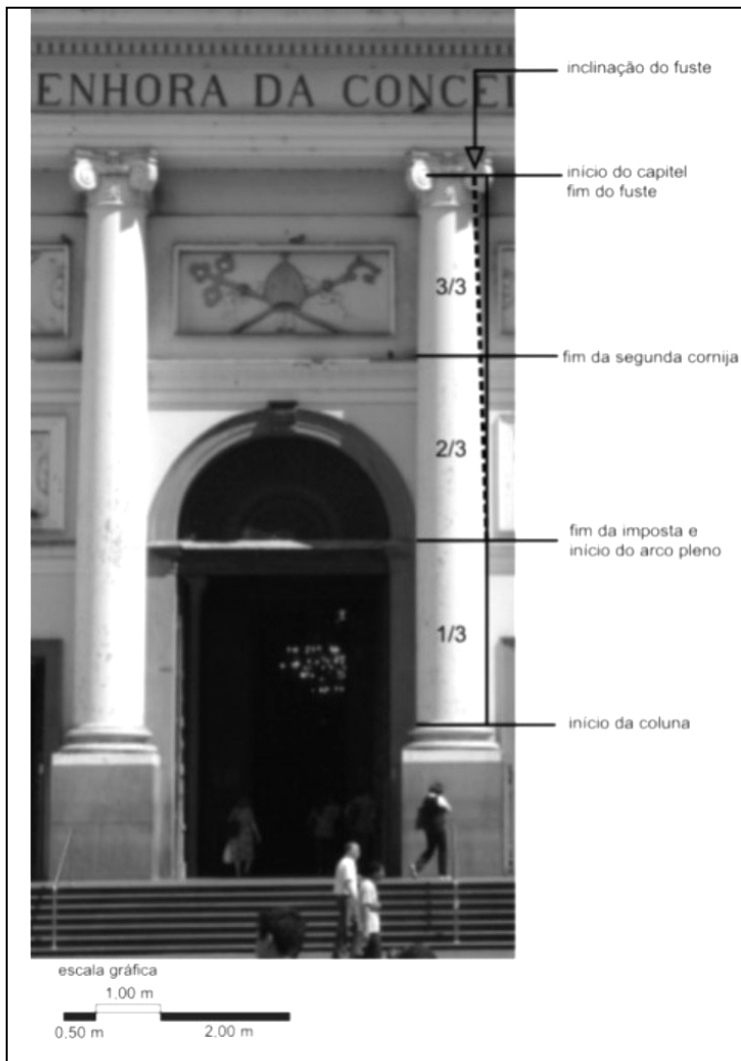 inclinação do fuste
ENHORA DA CONCEI
início do capitel
fim do fuste
3/3
fim da segunda cornija
2/3
fim da imposta e
início do arco pleno
1/3
início da coluna
escala gráfica
1.00 m
0.50 m
2.00 m